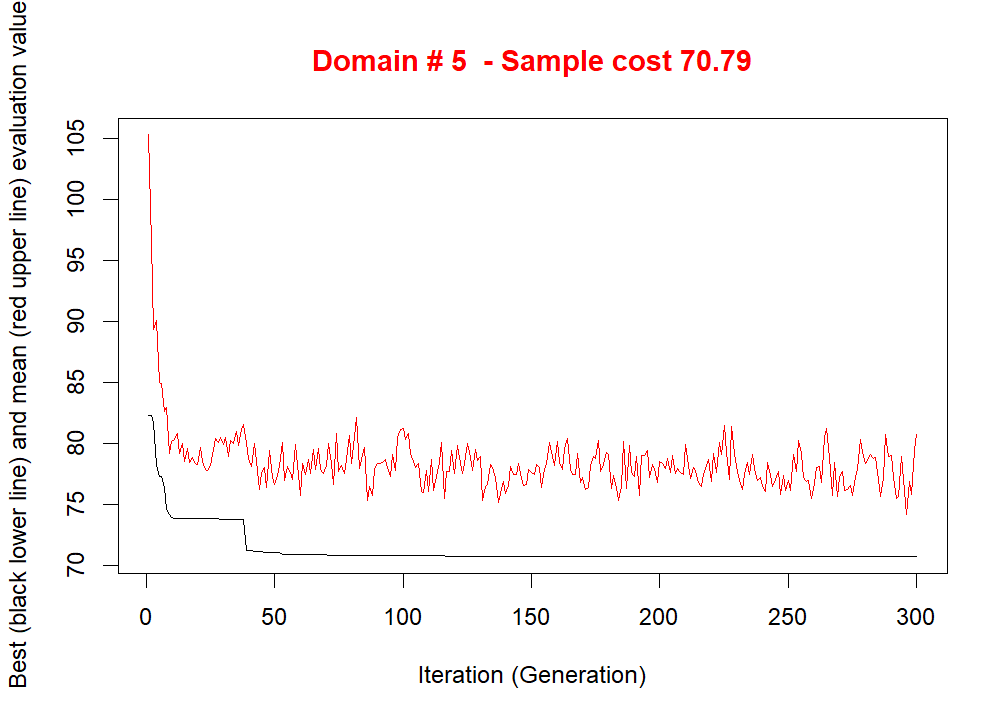 Domain # 5  - Sample cost 70.79
Best (black lower line) and mean (red upper line) evaluation value
105
100
95
90
85
80
75
70
0 50 100 150 200 250 300
Iteration (Generation)